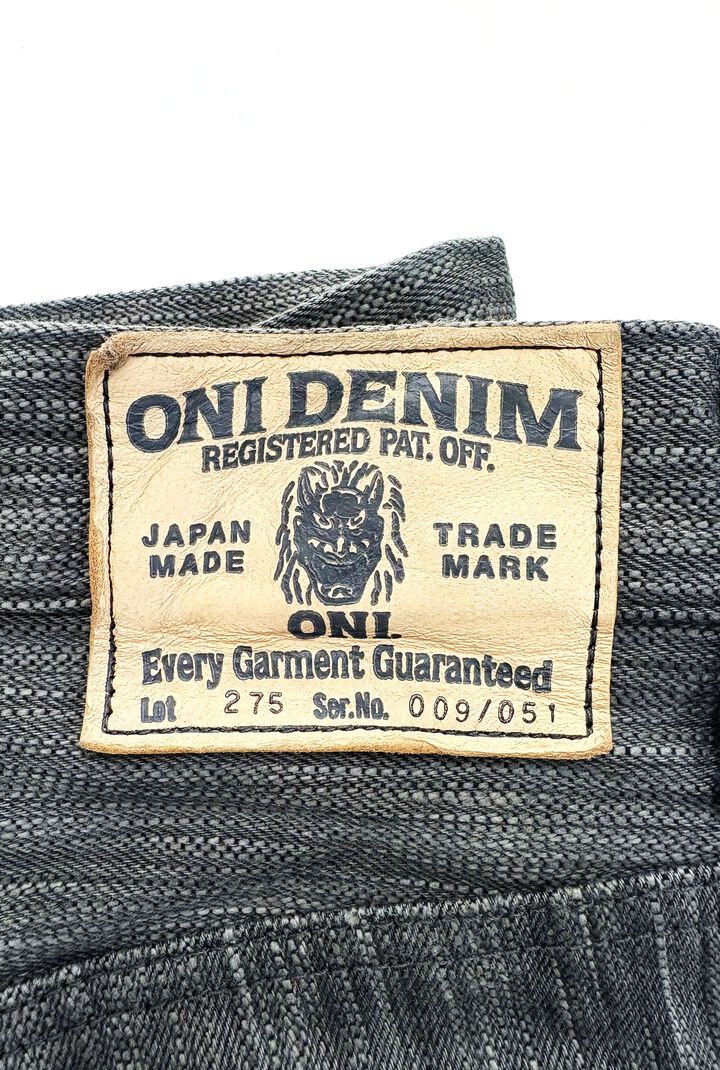 ONI DENIM
REGISTERED PAT. OFF.
JAPAN MADE
TRADE MARK
ONI.
Every Garment Guaranteed
Lot 275 Ser.No. 009/051